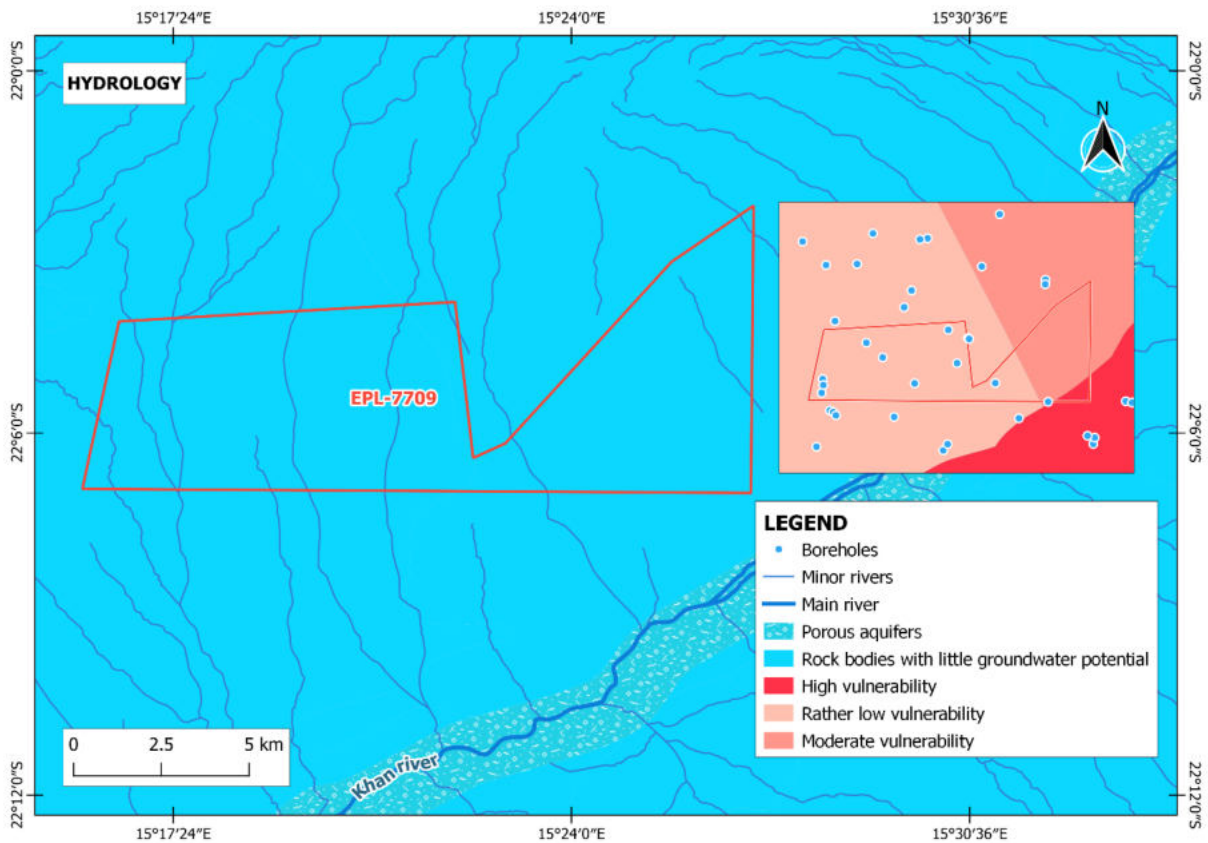 15°17'24"E 15°24'0"E 15°30'36"E
22°0'0"S 22°0'0"S
HYDROLOGY
N
EPL-7709
22°6'0"S 22°6'0"S
LEGEND
Boreholes
Minor rivers
Main river
Porous aquifers
Rock bodies with little groundwater potential
High vulnerability
Rather low vulnerability
Moderate vulnerability
0 2.5 5 km
Khan river
22°12'0"S 22°12'0"S
15°17'24"E 15°24'0"E 15°30'36"E